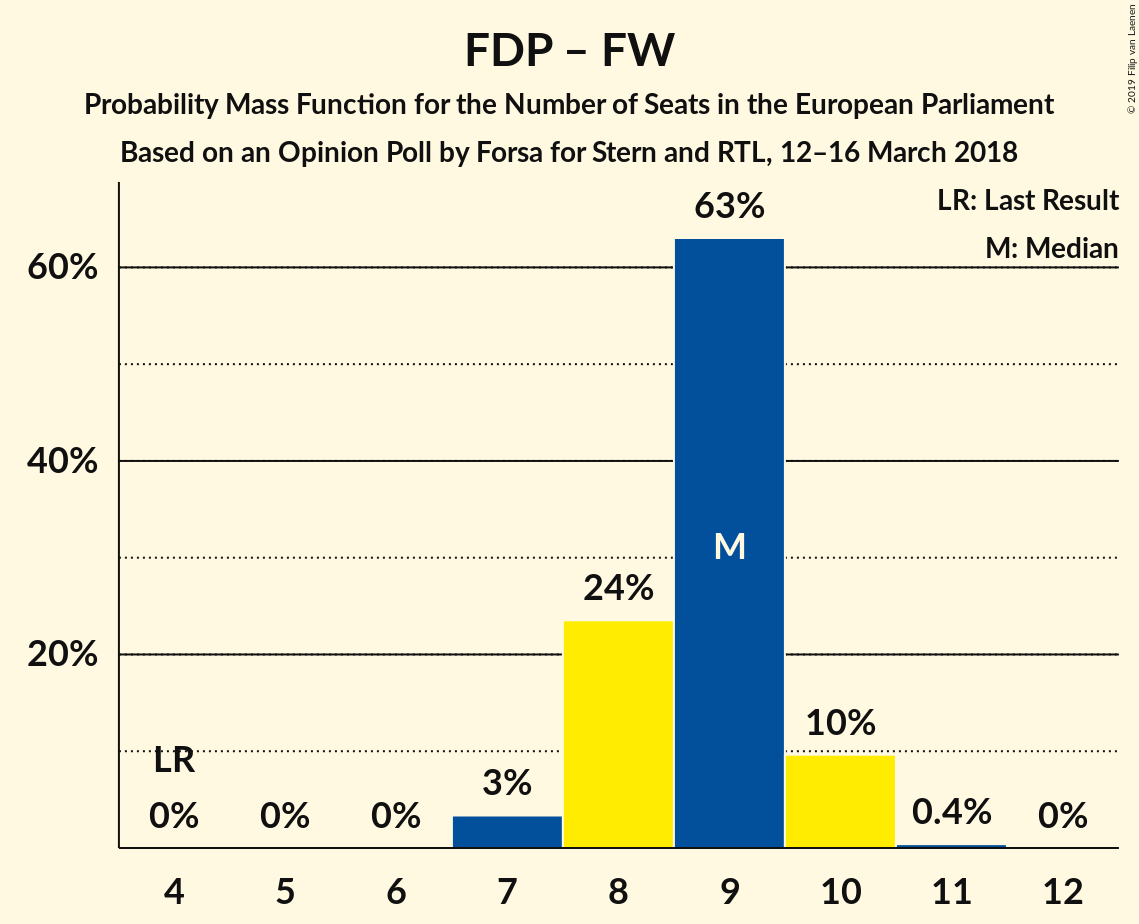 FDP – FW
Probability Mass Function for the Number of Seats in the European Parliament
Based on an Opinion Poll by Forsa for Stern and RTL, 12–16 March 2018
© 2019 Filip van Laenen
LR: Last Result
M: Median
63%
60%
40%
M
24%
20%
10%
LR
3%
0% 0% 0% 0.4% 0%
4 5 6 7 8 9 10 11 12